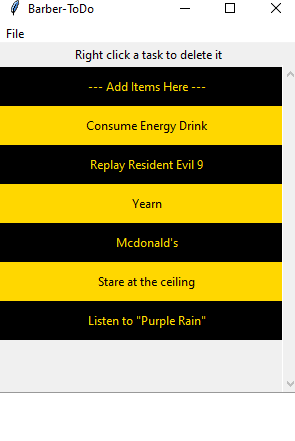 Barber-ToDo
File
Right click a task to delete it
--- Add Items Here ---
Consume Energy Drink
Replay Resident Evil 9
Yearn
Mcdonald's
Stare at the ceiling
Listen to "Purple Rain"